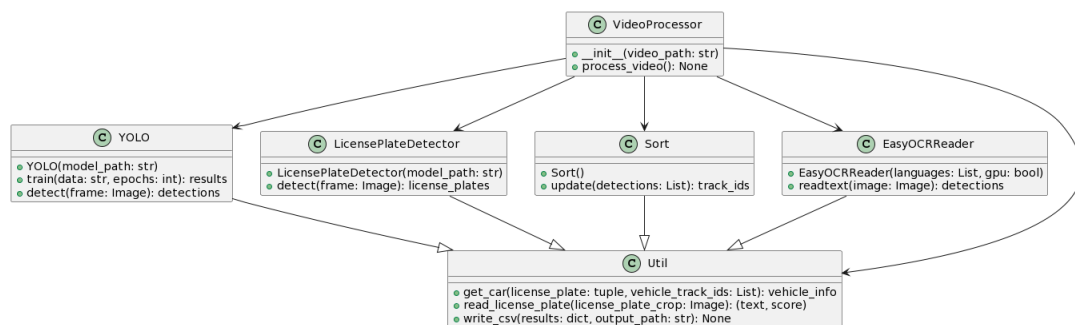 C VideoProcessor
__init__(video_path: str)
process_video(): None
C YOLO
YOLO(model_path: str)
train(data: str, epochs: int): results
detect(frame: Image): detections
C LicensePlateDetector
LicensePlateDetector(model_path: str)
detect(frame: Image): license_plates
C Sort
Sort()
update(detections: List): track_ids
C EasyOCRReader
EasyOCRReader(languages: List, gpu: bool)
readtext(image: Image): detections
C Util
get_car(license_plate: tuple, vehicle_track_ids: List): vehicle_info
read_license_plate(license_plate_crop: Image): (text, score)
write_csv(results: dict, output_path: str): None